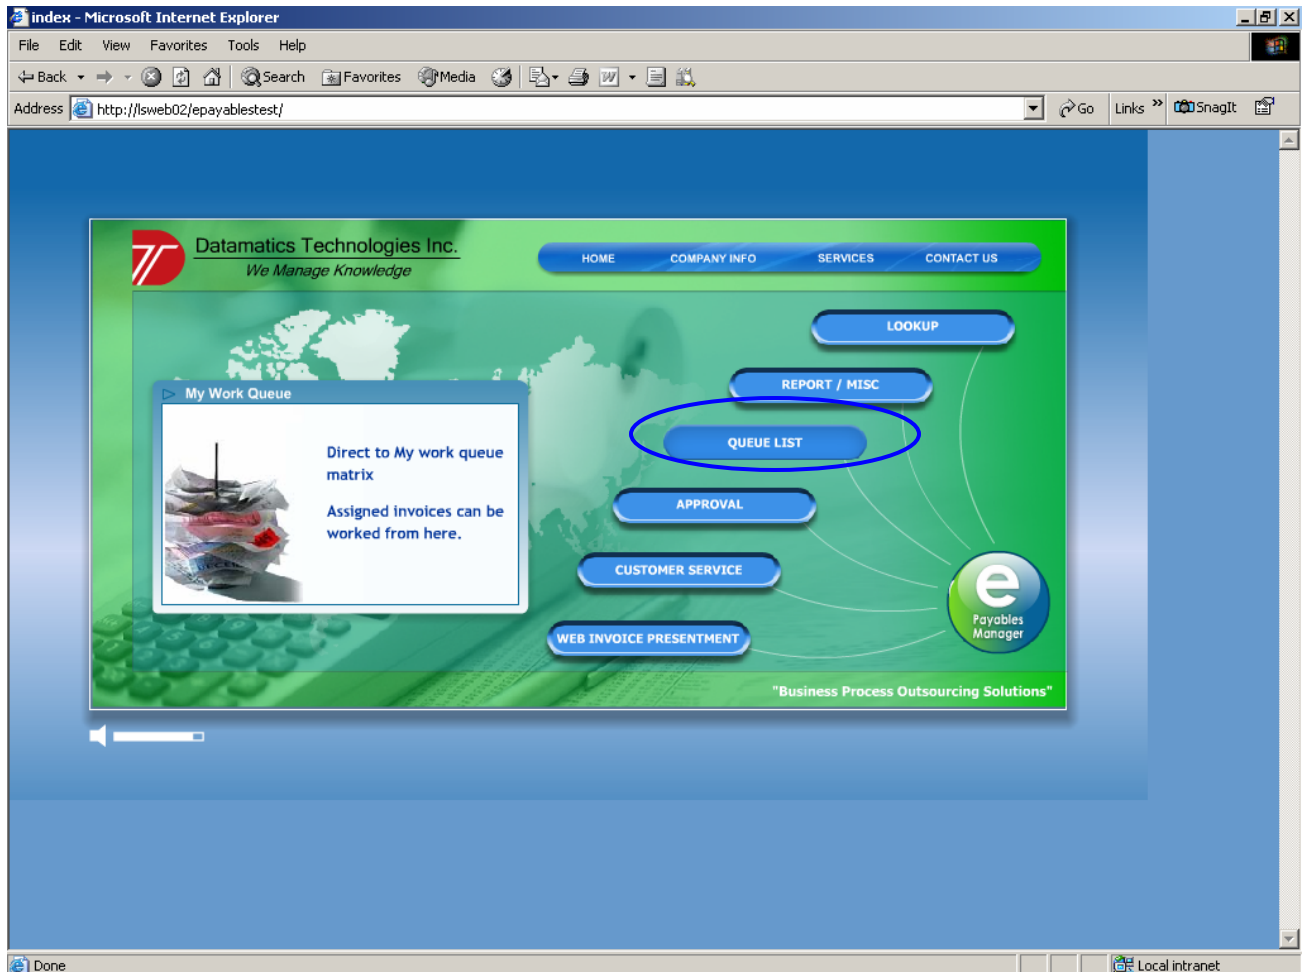 index - Microsoft Internet Explorer
File Edit View Favorites Tools Help
Back Search Favorites Media
Address http://lsweb02/epayablestest/ Go Links » SnagIt
Datamatics Technologies Inc.
We Manage Knowledge
HOME COMPANY INFO SERVICES CONTACT US
LOOKUP
REPORT / MISC
My Work Queue
QUEUE LIST
Direct to My work queue
matrix
Assigned invoices can be
worked from here.
APPROVAL
CUSTOMER SERVICE
e
Payables
Manager
WEB INVOICE PRESENTMENT
"Business Process Outsourcing Solutions"
Done Local intranet